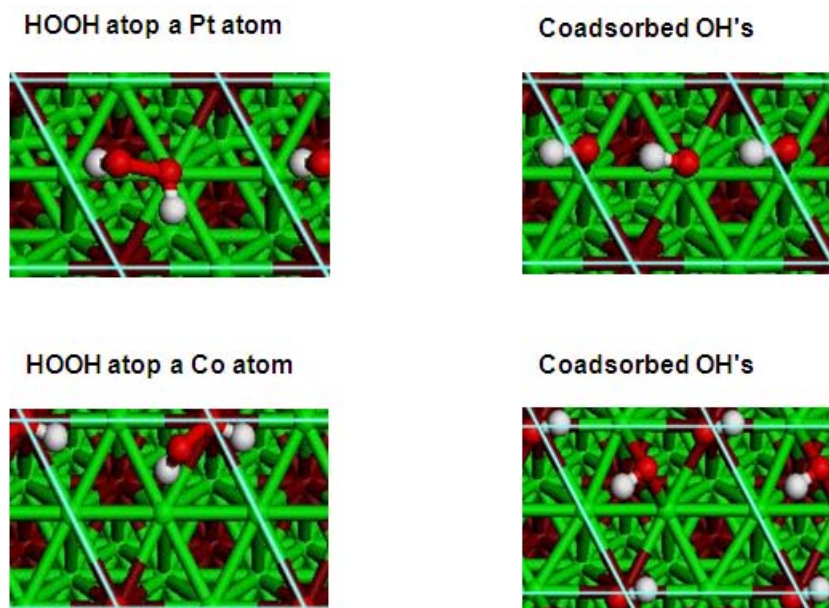 HOOH atop a Pt atom
Coadsorbed OH's
HOOH atop a Co atom
Coadsorbed OH's